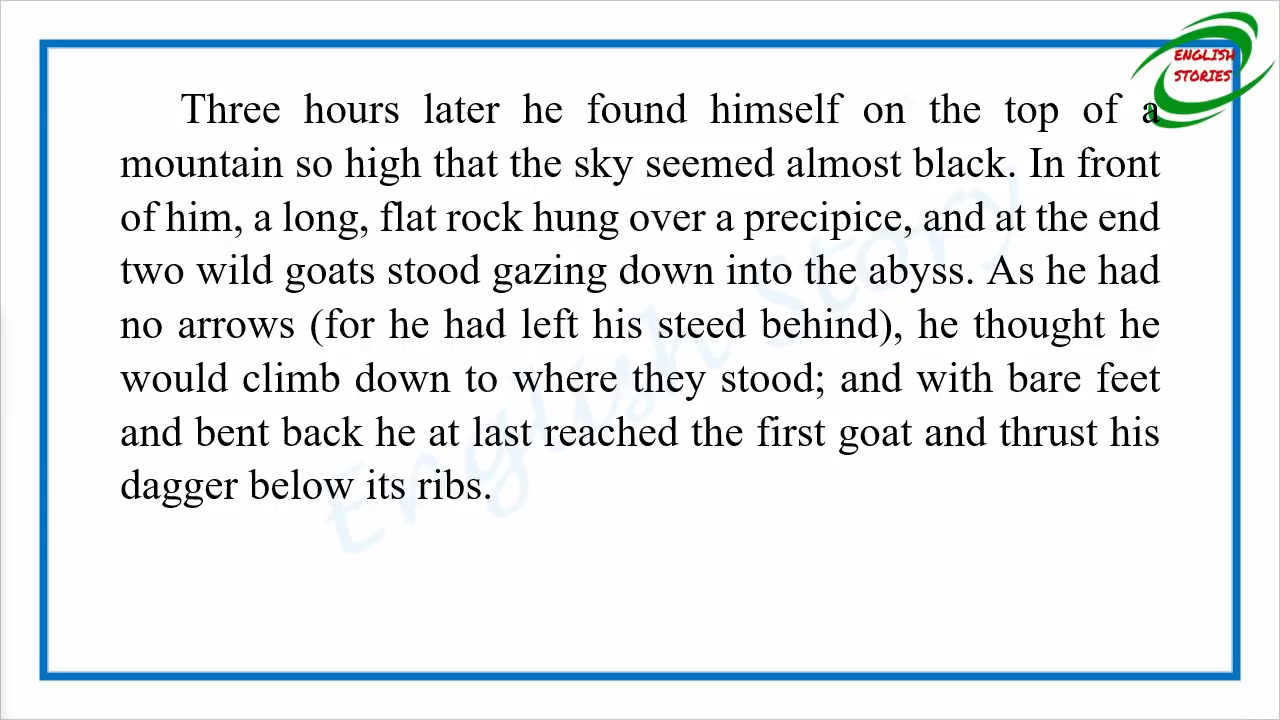 ENGLISH
STORIES
Three hours later he found himself on the top of a
mountain so high that the sky seemed almost black. In front
of him, a long, flat rock hung over a precipice, and at the end
two wild goats stood gazing down into the abyss. As he had
no arrows (for he had left his steed behind), he thought he
would climb down to where they stood; and with bare feet
and bent back he at last reached the first goat and thrust his
dagger below its ribs.
English Story